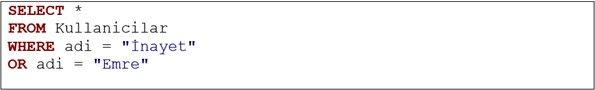 SELECT *
FROM Kullanicilar
WHERE adi = "İnayet"
OR adi = "Emre"